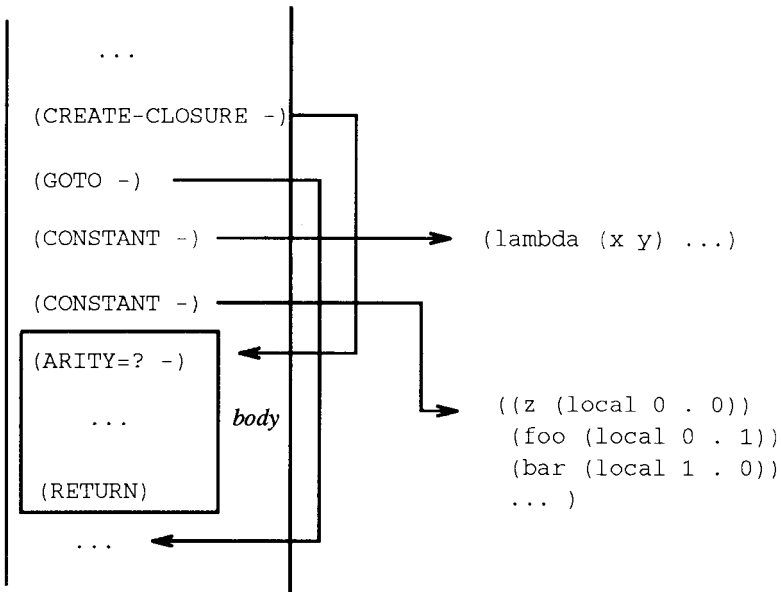 ...
(CREATE-CLOSURE -)
(GOTO -)
(CONSTANT -)
(lambda (x y) ...)
(CONSTANT -)
(ARITY=? -)
...
body
(RETURN)
...
((z (local 0 . 0))
(foo (local 0 . 1))
(bar (local 1 . 0))
... )